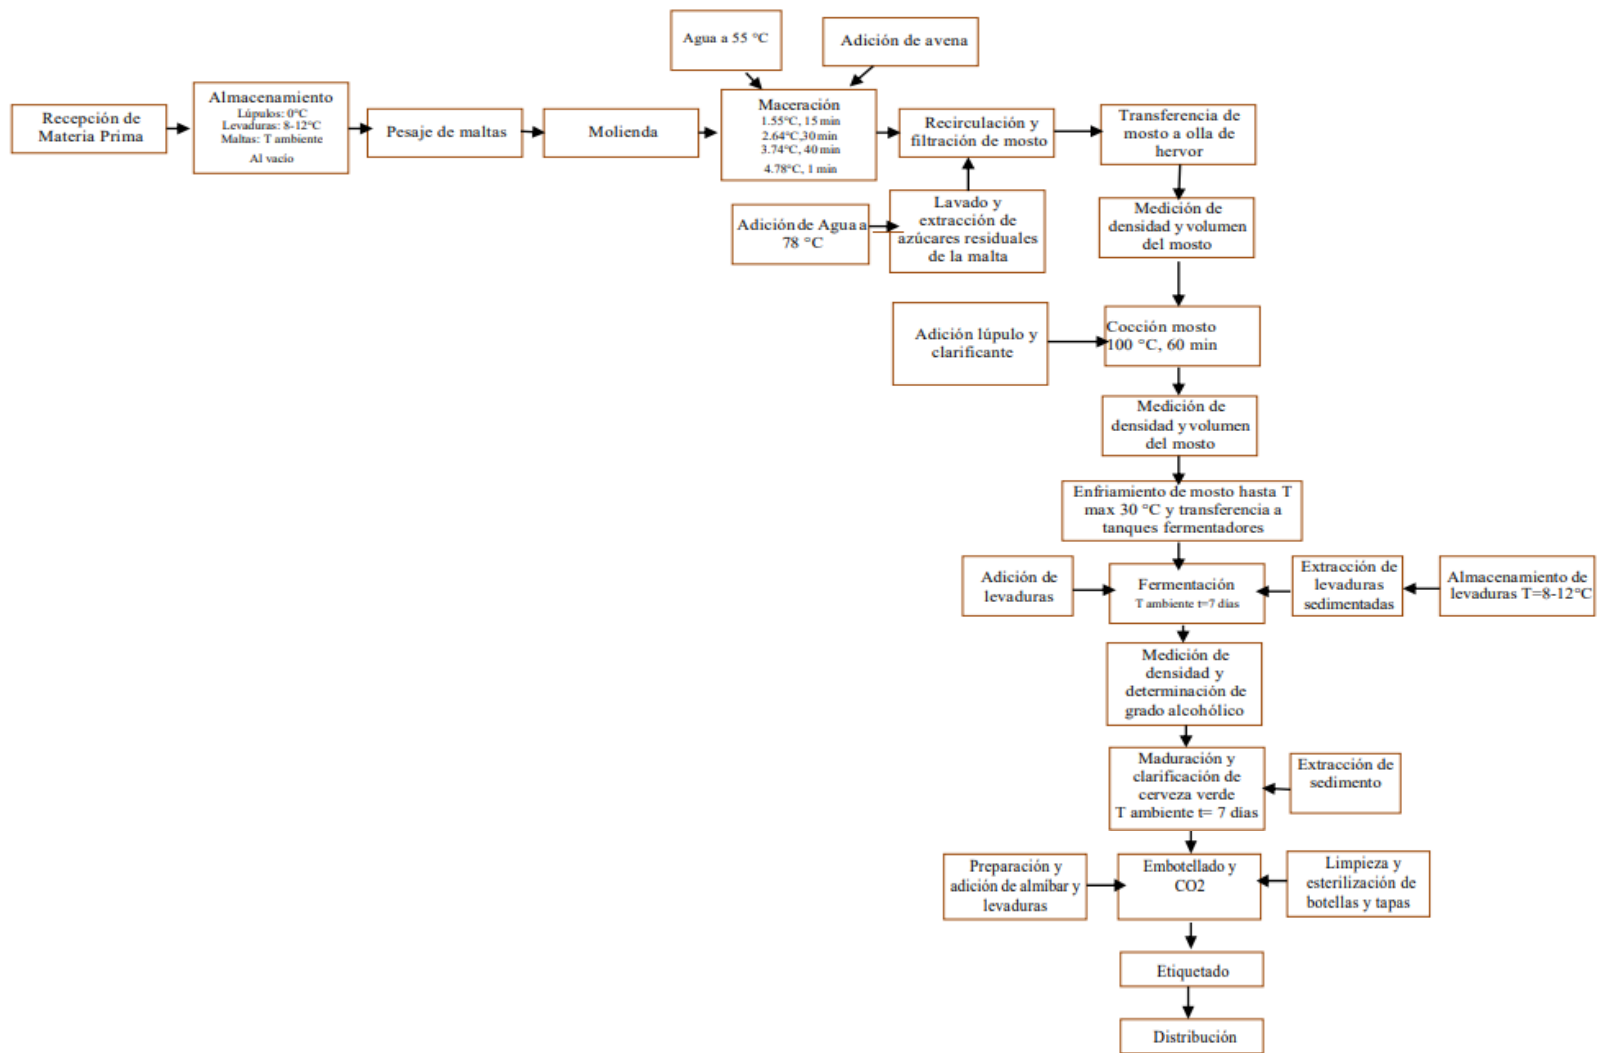 Agua a 55 °C
Adición de avena
Recepción de
Materia Prima
Almacenamiento
Lúpulos: 0°C
Levaduras: 8-12°C
Maltas: T ambiente
Al vacío
Pesaje de maltas
Molienda
Maceración
1.55°C, 15 min
2.64°C,30 min
3.74°C, 40 min
4.78°C, 1 min
Recirculación y
filtración de mosto
Transferencia de
mosto a olla de
hervor
Adición de Agua a
78 °C
Lavado y
extracción de
azúcares residuales
de la malta
Medición de
densidad y volumen
del mosto
Adición lúpulo y
clarificante
Cocción mosto
100 °C, 60 min
Medición de
densidad y volumen
del mosto
Enfriamiento de mosto hasta T
max 30 °C y transferencia a
tanques fermentadores
Adición de
levaduras
Fermentación
T ambiente t=7 días
Extracción de
levaduras
sedimentadas
Almacenamiento de
levaduras T=8-12°C
Medición de
densidad y
determinación de
grado alcohólico
Maduración y
clarificación de
cerveza verde
T ambiente t= 7 días
Extracción de
sedimento
Preparación y
adición de almíbar y
levaduras
Embotellado y
CO2
Limpieza y
esterilización de
botellas y tapas
Etiquetado
Distribución